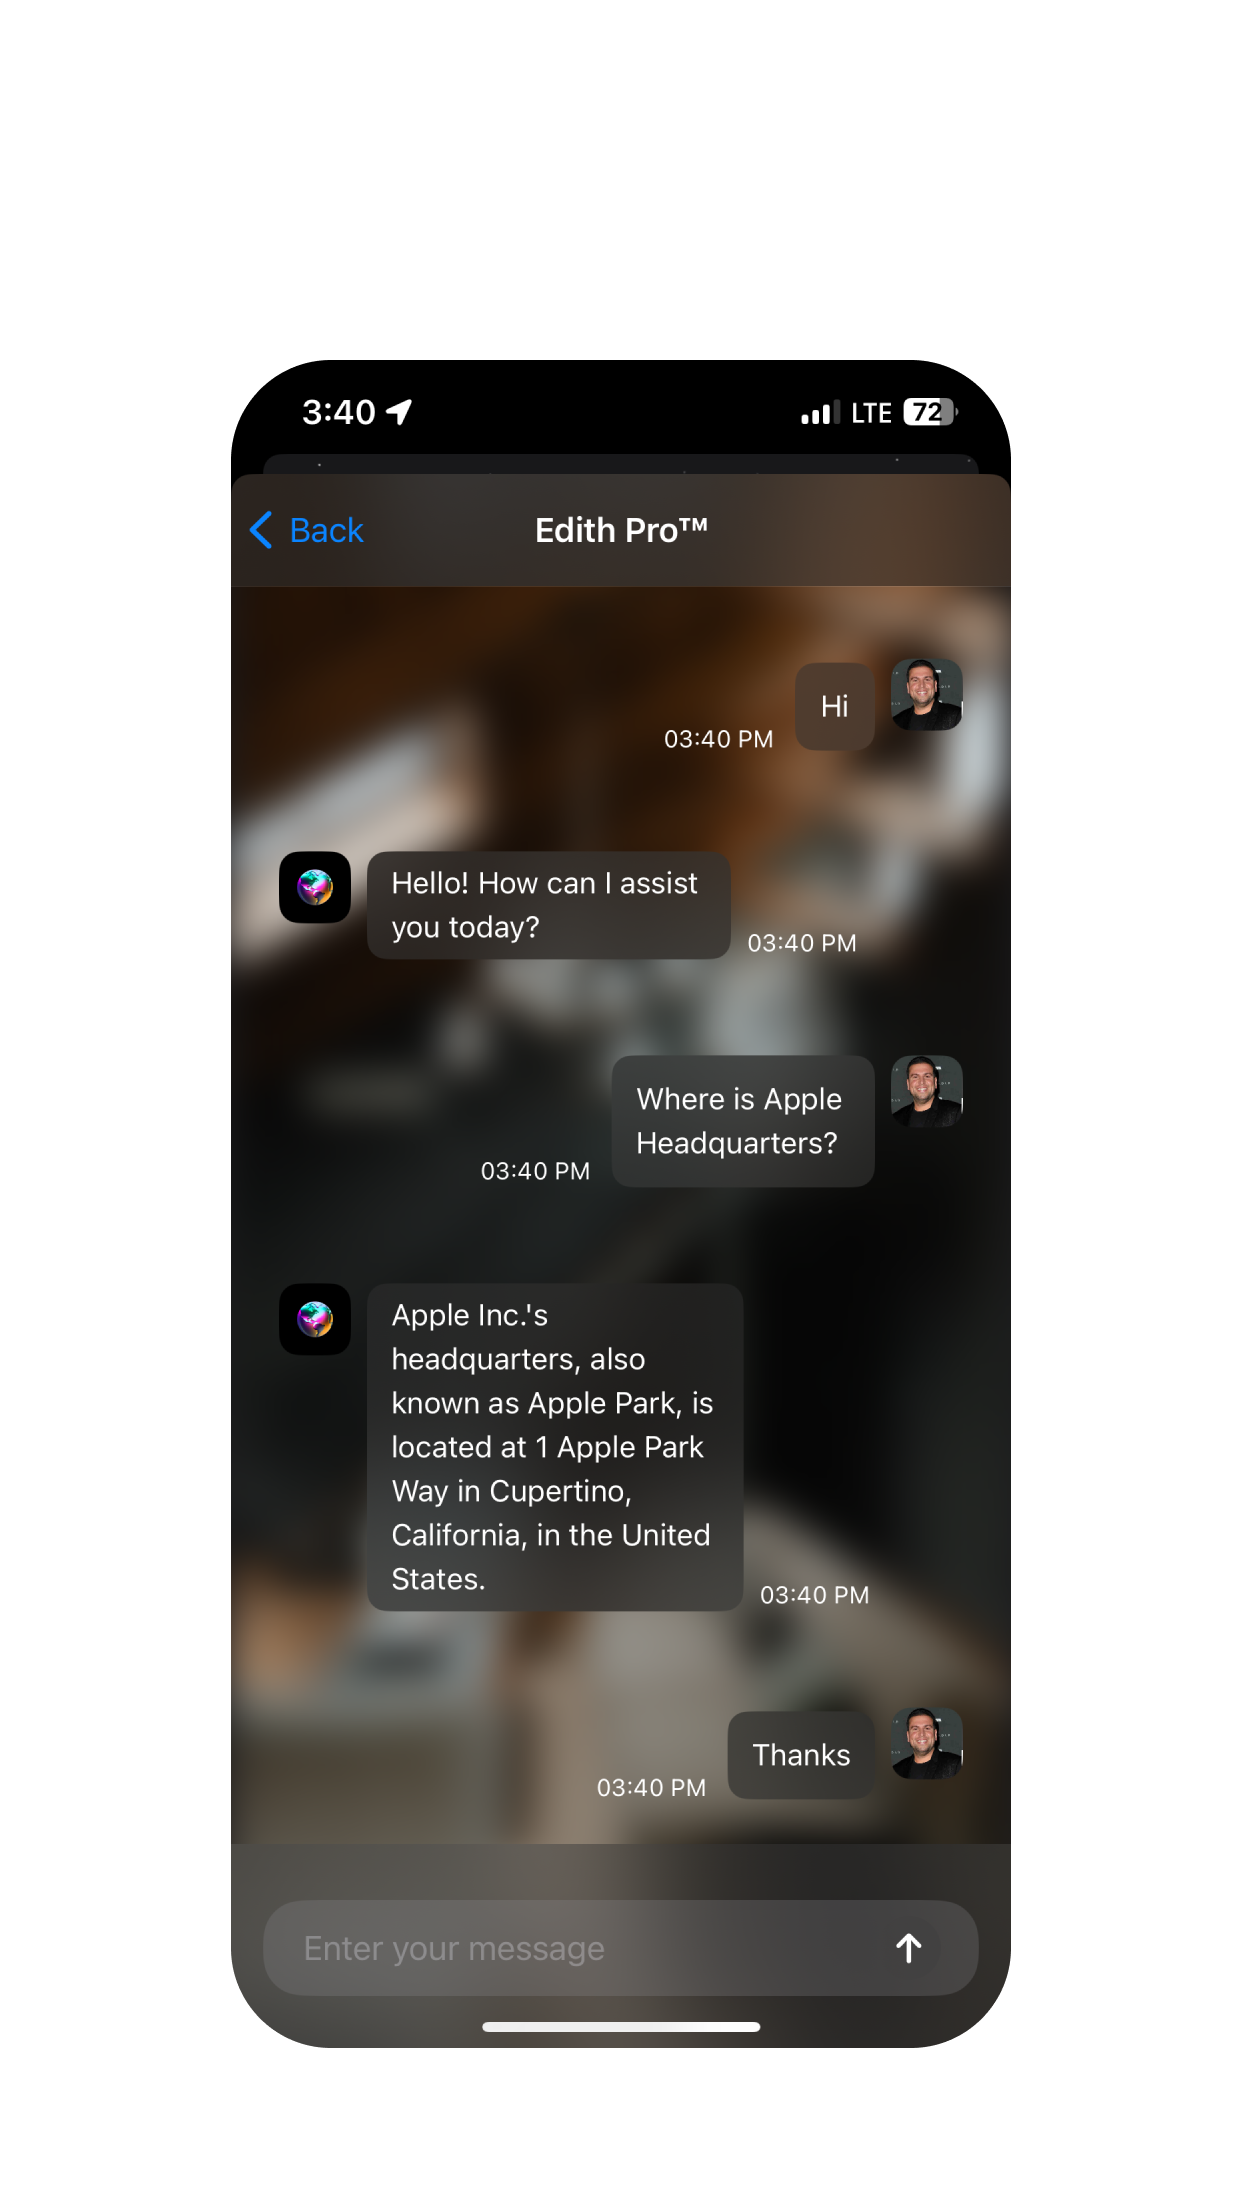 3:40
LTE
72
Back
Edith Pro™
Hi
03:40 PM
Hello! How can I assist
you today?
03:40 PM
Where is Apple
Headquarters?
03:40 PM
Apple Inc.'s
headquarters, also
known as Apple Park, is
located at 1 Apple Park
Way in Cupertino,
California, in the United
States.
03:40 PM
Thanks
03:40 PM
Enter your message